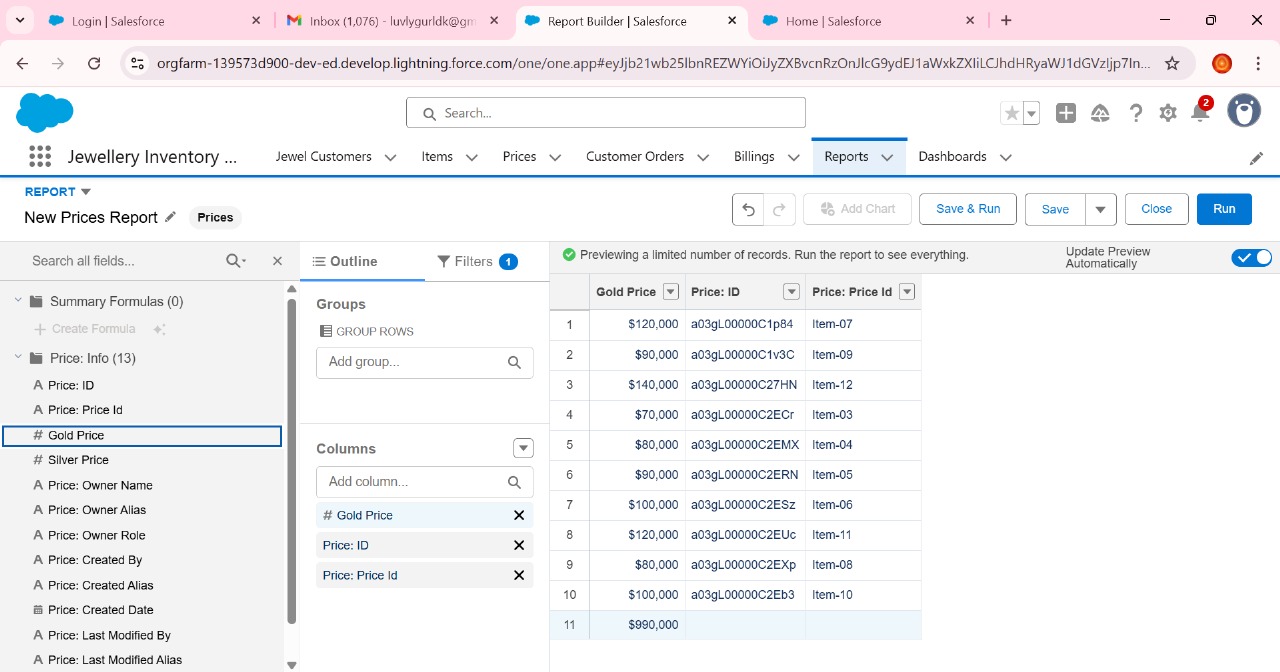 Login | Salesforce
Inbox (1,076) - luvlygurldk@gm
Report Builder | Salesforce
Home | Salesforce
orgfarm-139573d900-dev-ed.develop.lightning.force.com/one/one.app#eyJjb21wb25lbnREZWYiOiJyZXBvcnRzOnJlcG9ydEJ1aWxkZXIiLCJhdHRyaWJ1dGVzIjp7In...
Search...
2
Jewellery Inventory ...
Jewel Customers
Items
Prices
Customer Orders
Billings
Reports
Dashboards
REPORT
New Prices Report
Prices
Add Chart
Save & Run
Save
Close
Run
Search all fields...
Outline
Filters 1
Previewing a limited number of records. Run the report to see everything.
Update Preview
Automatically
Summary Formulas (0)
Create Formula
Price: Info (13)
A Price: ID
A Price: Price Id
# Gold Price
# Silver Price
A Price: Owner Name
A Price: Owner Alias
A Price: Owner Role
A Price: Created By
A Price: Created Alias
Price: Created Date
A Price: Last Modified By
A Price: Last Modified Alias
Groups
GROUP ROWS
Add group...
Columns
Add column...
# Gold Price
Price: ID
Price: Price Id
Gold Price Price: ID Price: Price Id
1 $120,000 a03gL00000C1p84 Item-07
2 $90,000 a03gL00000C1v3C Item-09
3 $140,000 a03gL00000C27HN Item-12
4 $70,000 a03gL00000C2ECr Item-03
5 $80,000 a03gL00000C2EMX Item-04
6 $90,000 a03gL00000C2ERN Item-05
7 $100,000 a03gL00000C2ESz Item-06
8 $120,000 a03gL00000C2EUc Item-11
9 $80,000 a03gL00000C2EXp Item-08
10 $100,000 a03gL00000C2Eb3 Item-10
11 $990,000